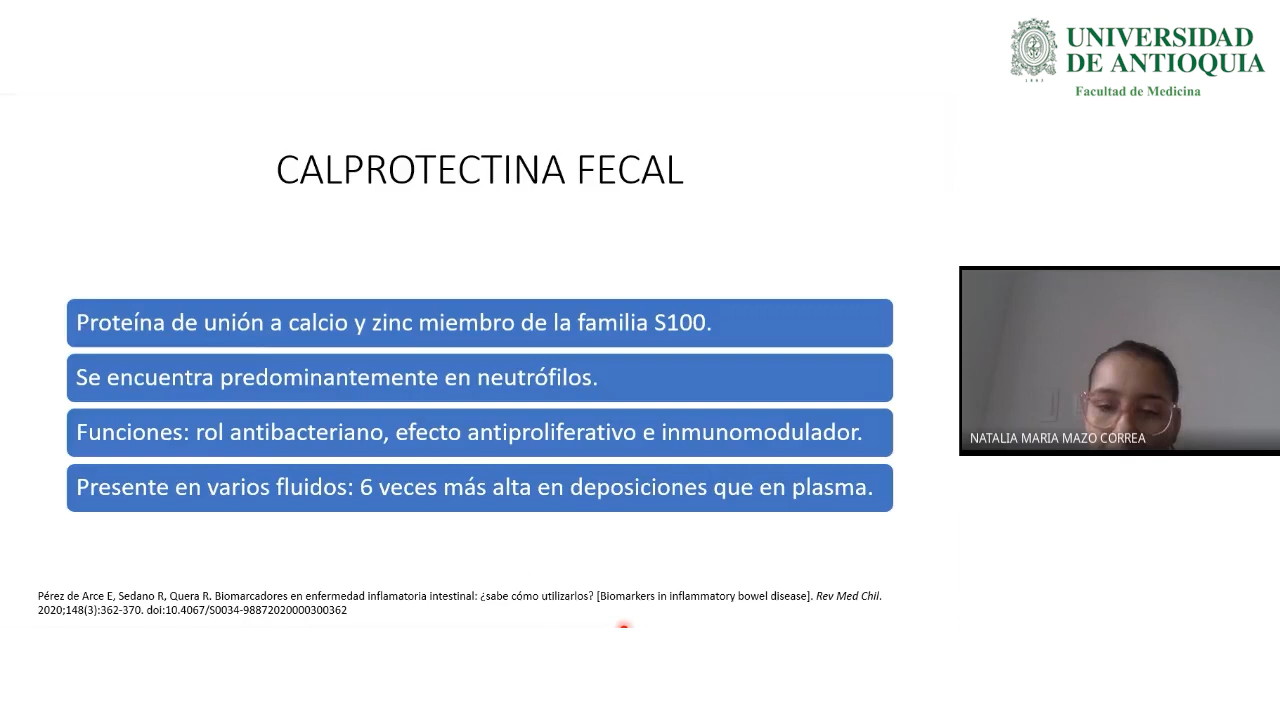 UNIVERSIDAD
DE ANTIOQUIA
Facultad de Medicina
CALPROTECTINA FECAL
Proteína de unión a calcio y zinc miembro de la familia S100.
Se encuentra predominantemente en neutrófilos.
Funciones: rol antibacteriano, efecto antiproliferativo e inmunomodulador.
Presente en varios fluidos: 6 veces más alta en deposiciones que en plasma.
NATALIA MARIA MAZO CORREA
Pérez de Arce E, Sedano R, Quera R. Biomarcadores en enfermedad inflamatoria intestinal: ¿sabe cómo utilizarlos? [Biomarkers in inflammatory bowel disease]. Rev Med Chil.
2020;148(3):362-370. doi:10.4067/S0034-98872020000300362